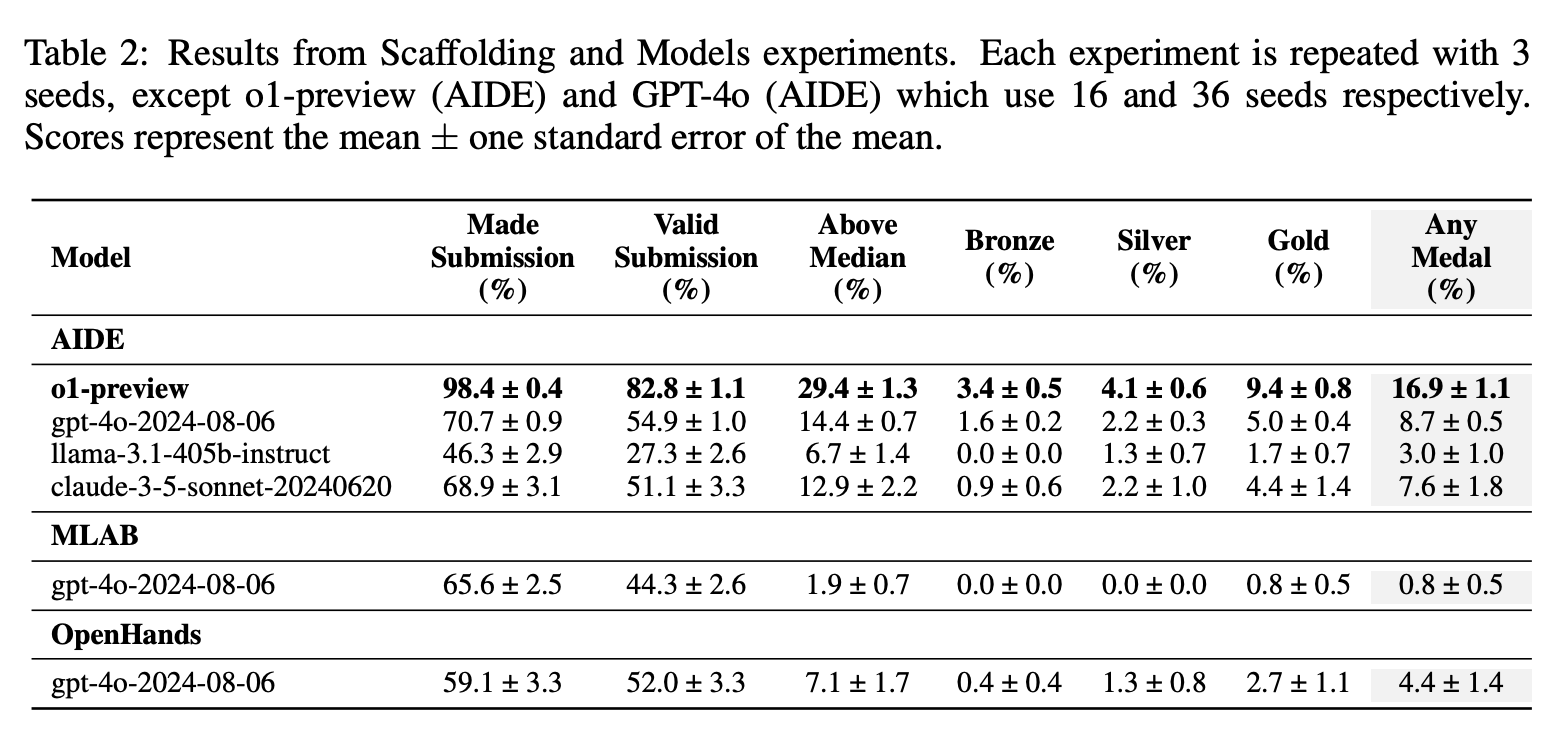 Table 2: Results from Scaffolding and Models experiments. Each experiment is repeated with 3
seeds, except o1-preview (AIDE) and GPT-4o (AIDE) which use 16 and 36 seeds respectively.
Scores represent the mean ± one standard error of the mean.
Model Made Submission (%) Valid Submission (%) Above Median (%) Bronze (%) Silver (%) Gold (%) Any Medal (%)
AIDE
o1-preview 98.4 ± 0.4 82.8 ± 1.1 29.4 ± 1.3 3.4 ± 0.5 4.1 ± 0.6 9.4 ± 0.8 16.9 ± 1.1
gpt-4o-2024-08-06 70.7 ± 0.9 54.9 ± 1.0 14.4 ± 0.7 1.6 ± 0.2 2.2 ± 0.3 5.0 ± 0.4 8.7 ± 0.5
llama-3.1-405b-instruct 46.3 ± 2.9 27.3 ± 2.6 6.7 ± 1.4 0.0 ± 0.0 1.3 ± 0.7 1.7 ± 0.7 3.0 ± 1.0
claude-3-5-sonnet-20240620 68.9 ± 3.1 51.1 ± 3.3 12.9 ± 2.2 0.9 ± 0.6 2.2 ± 1.0 4.4 ± 1.4 7.6 ± 1.8
MLAB
gpt-4o-2024-08-06 65.6 ± 2.5 44.3 ± 2.6 1.9 ± 0.7 0.0 ± 0.0 0.0 ± 0.0 0.8 ± 0.5 0.8 ± 0.5
OpenHands
gpt-4o-2024-08-06 59.1 ± 3.3 52.0 ± 3.3 7.1 ± 1.7 0.4 ± 0.4 1.3 ± 0.8 2.7 ± 1.1 4.4 ± 1.4